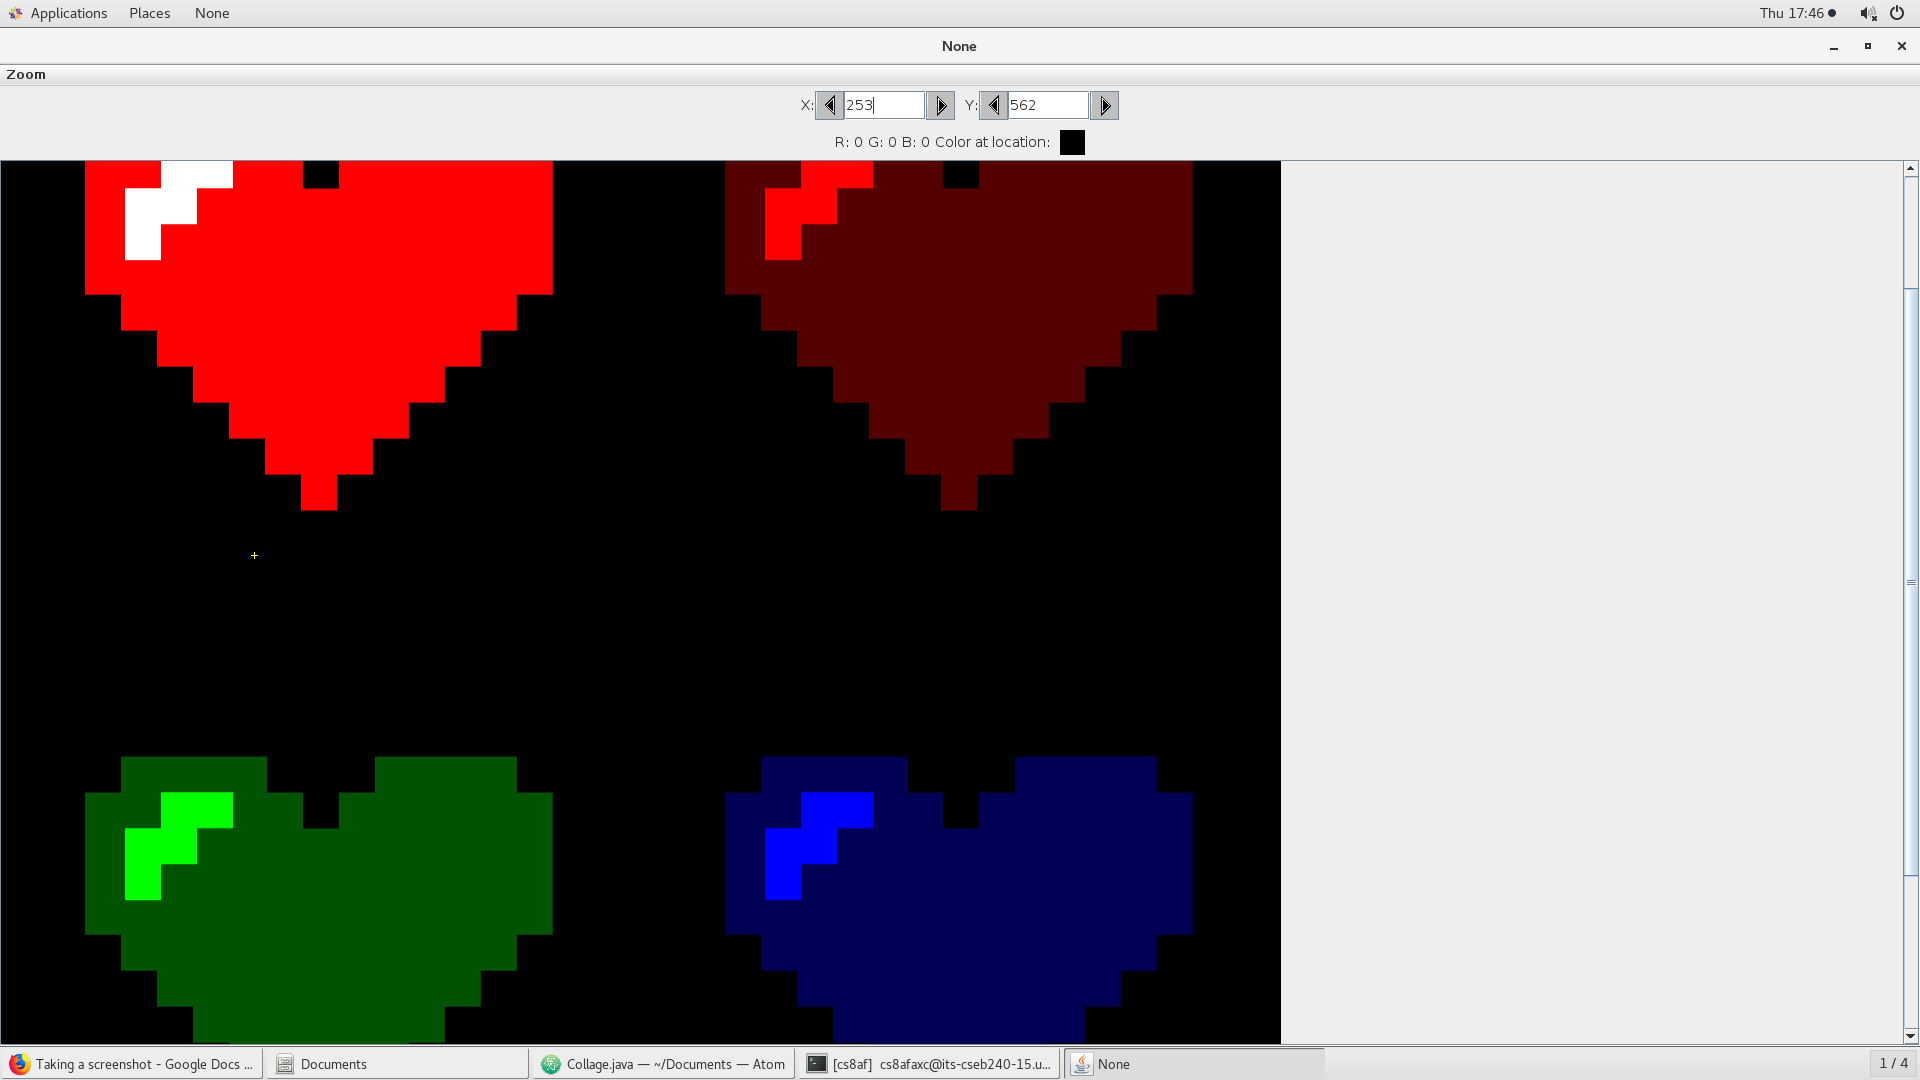 Applications Places None Thu 17:46
None
Zoom
X: 253 Y: 562
R: 0 G: 0 B: 0 Color at location:
Taking a screenshot - Google Docs ... Documents Collage.java — ~/Documents — Atom [cs8af] cs8afaxc@its-cseb240-15.u... None 1 / 4